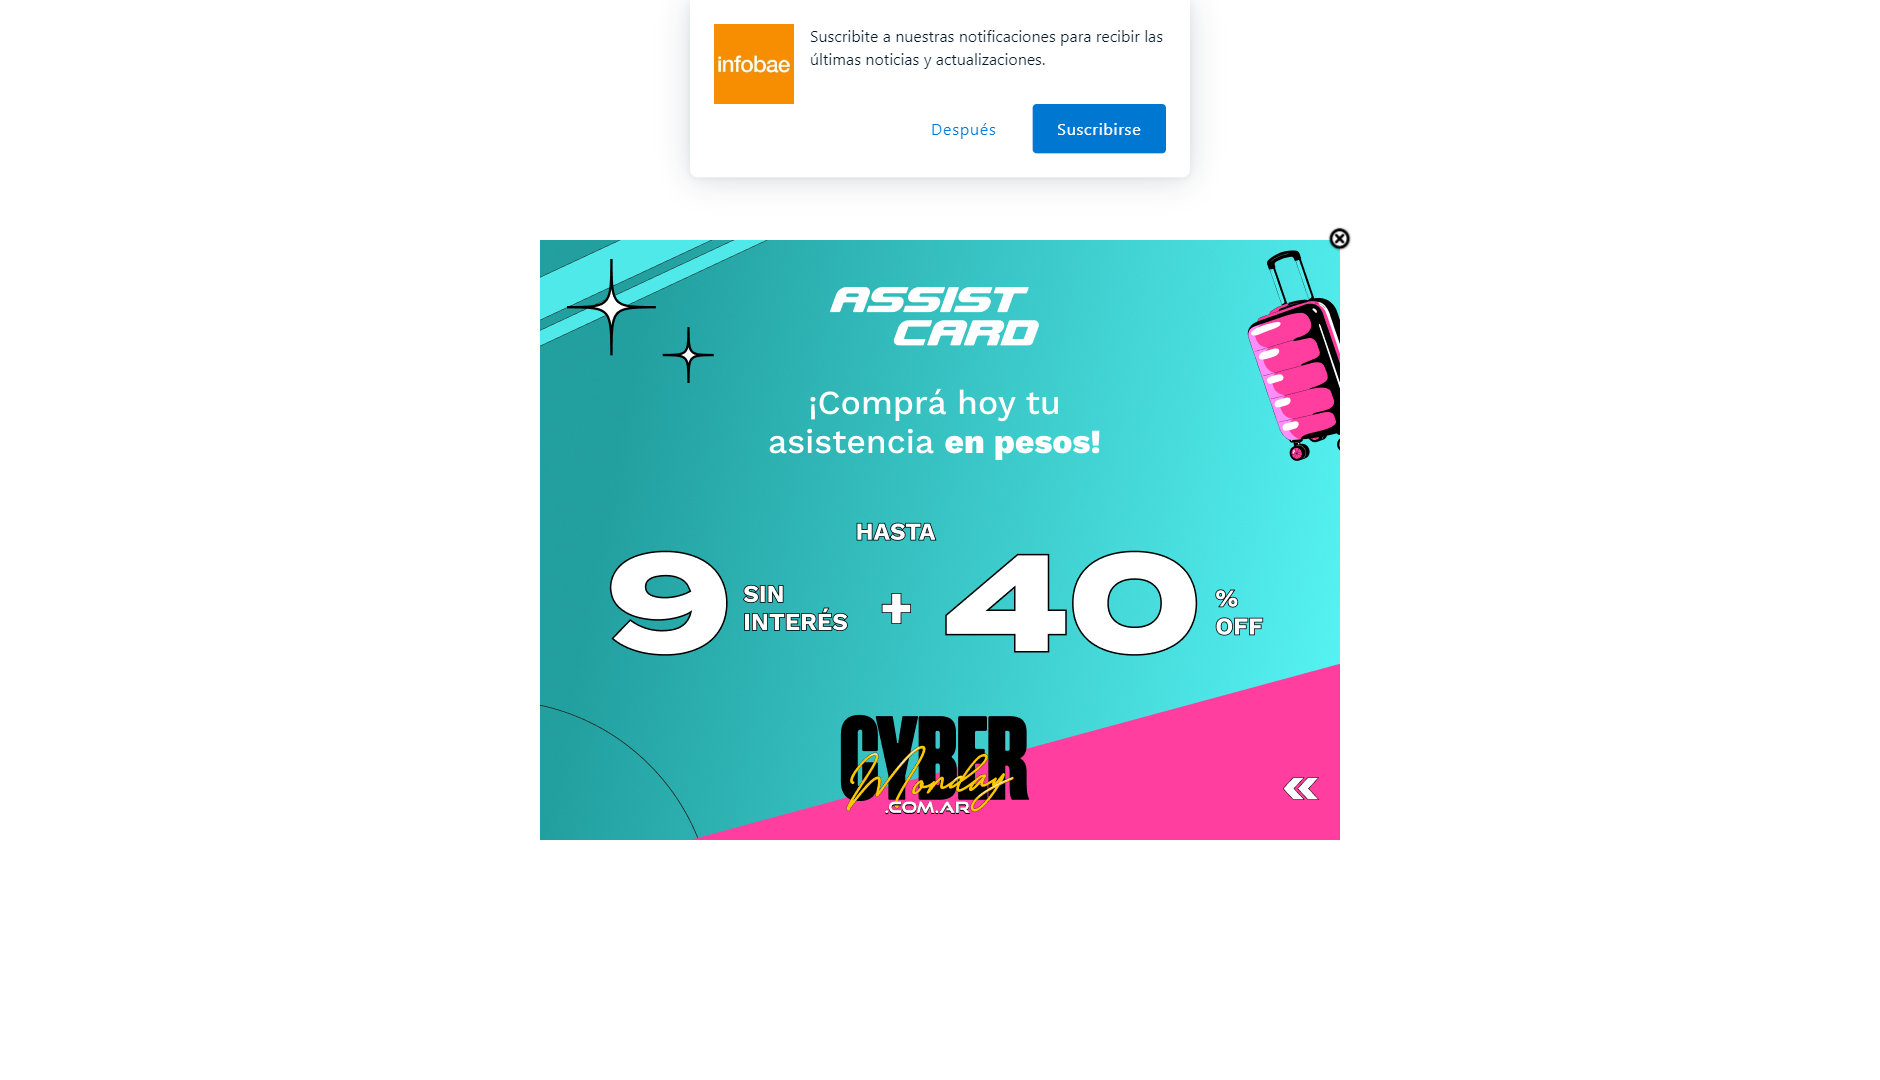 infobae
Suscribite a nuestras notificaciones para recibir las
últimas noticias y actualizaciones.
Después
Suscribirse
ASSIST
CARD
¡Comprá hoy tu
asistencia en pesos!
HASTA
9 SIN
INTERÉS
+
40 %
OFF
CYBER
Monday
.COM.AR